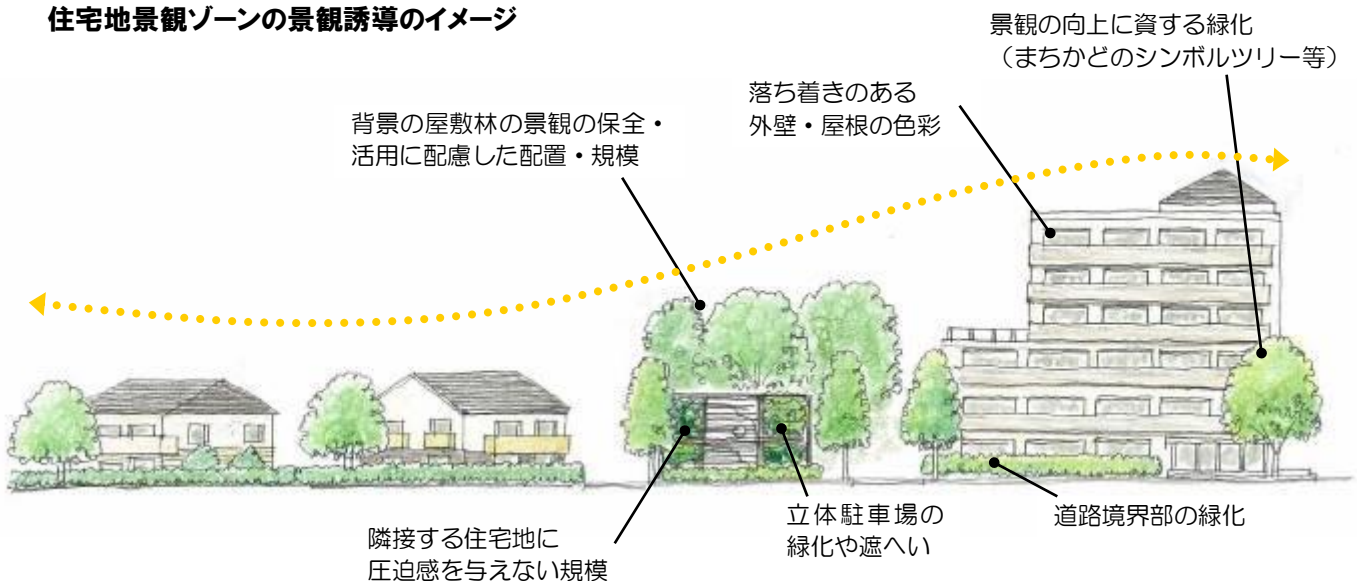 住宅地景観ゾーンの景観誘導のイメージ
景観の向上に資する緑化
（まちかどのシンボルツリー等）
落ち着きのある
外壁・屋根の色彩
背景の屋敷林の景観の保全・
活用に配慮した配置・規模
隣接する住宅地に
圧迫感を与えない規模
立体駐車場の
緑化や遮へい
道路境界部の緑化